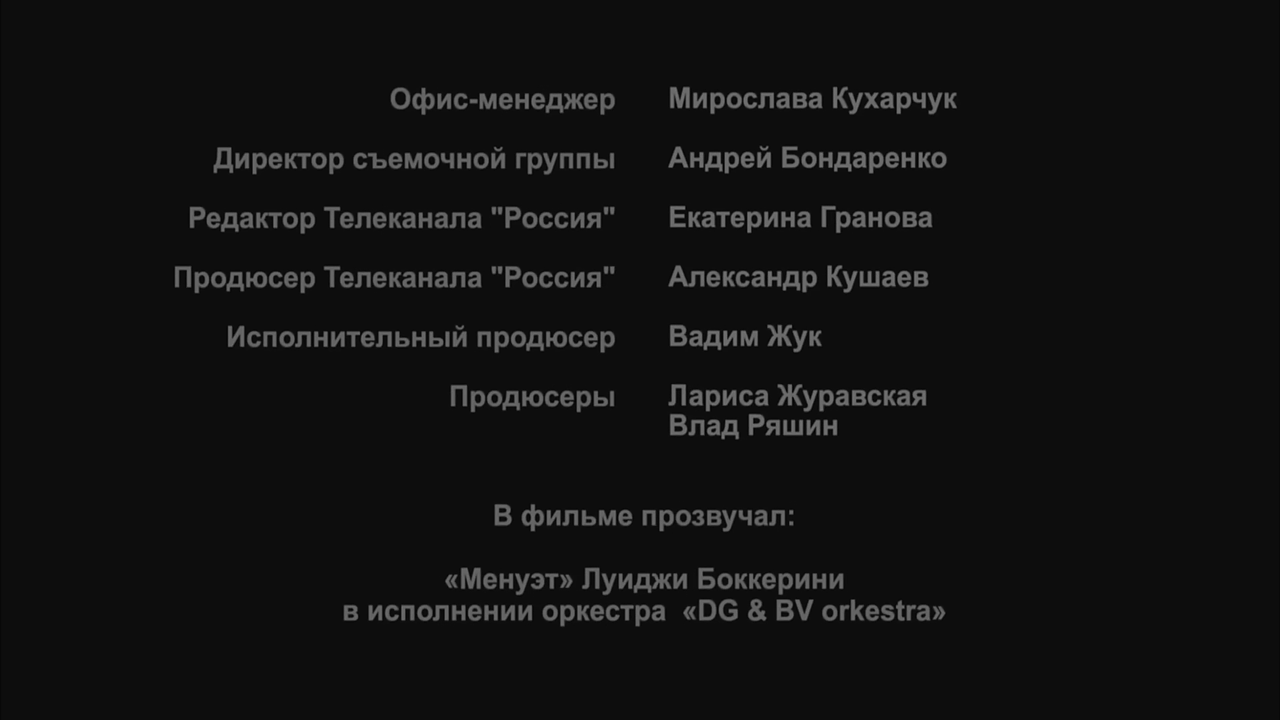 Офис-менеджер Мирослава Кухарчук
Директор съемочной группы Андрей Бондаренко
Редактор Телеканала "Россия" Екатерина Гранова
Продюсер Телеканала "Россия" Александр Кушаев
Исполнительный продюсер Вадим Жук
Продюсеры Лариса Журавская
Влад Ряшин
В фильме прозвучал:
«Менуэт» Луиджи Боккерини
в исполнении оркестра «DG & BV orkestra»